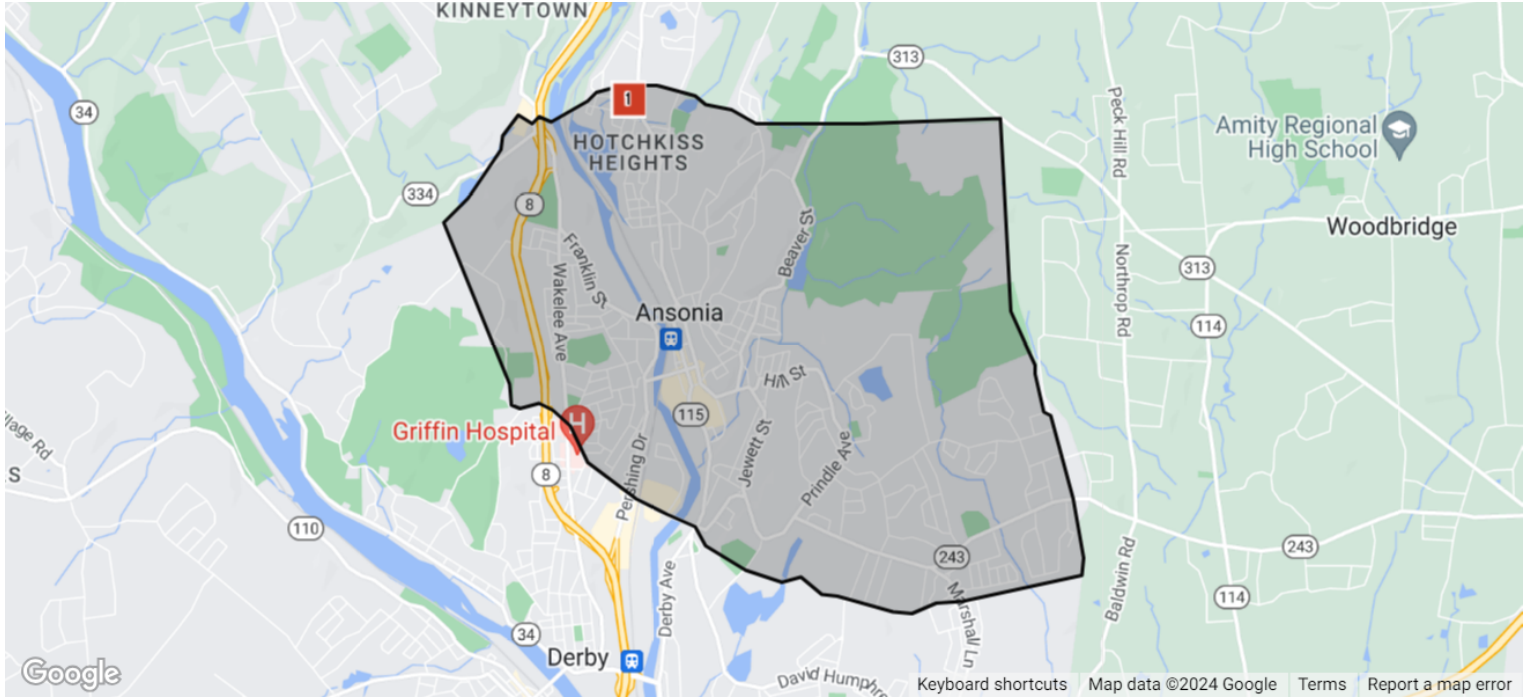 KINNEYTOWN
313
34
1
HOTCHKISS
HEIGHTS
Peck Hill Rd
Amity Regional
High School
334
8
Beaver St
Woodbridge
Franklin St
Wakelee Ave
Northrop Rd
313
Ansonia
114
Hill St
115
Griffin Hospital
H
Jewett St
Prindle Ave
Pershing Dr
S
8
110
243
243
Baldwin Rd
114
Derby Ave
Marshall Ln
34
Derby
Google
David Humphre
Keyboard shortcuts
Map data ©2024 Google
Terms
Report a map error